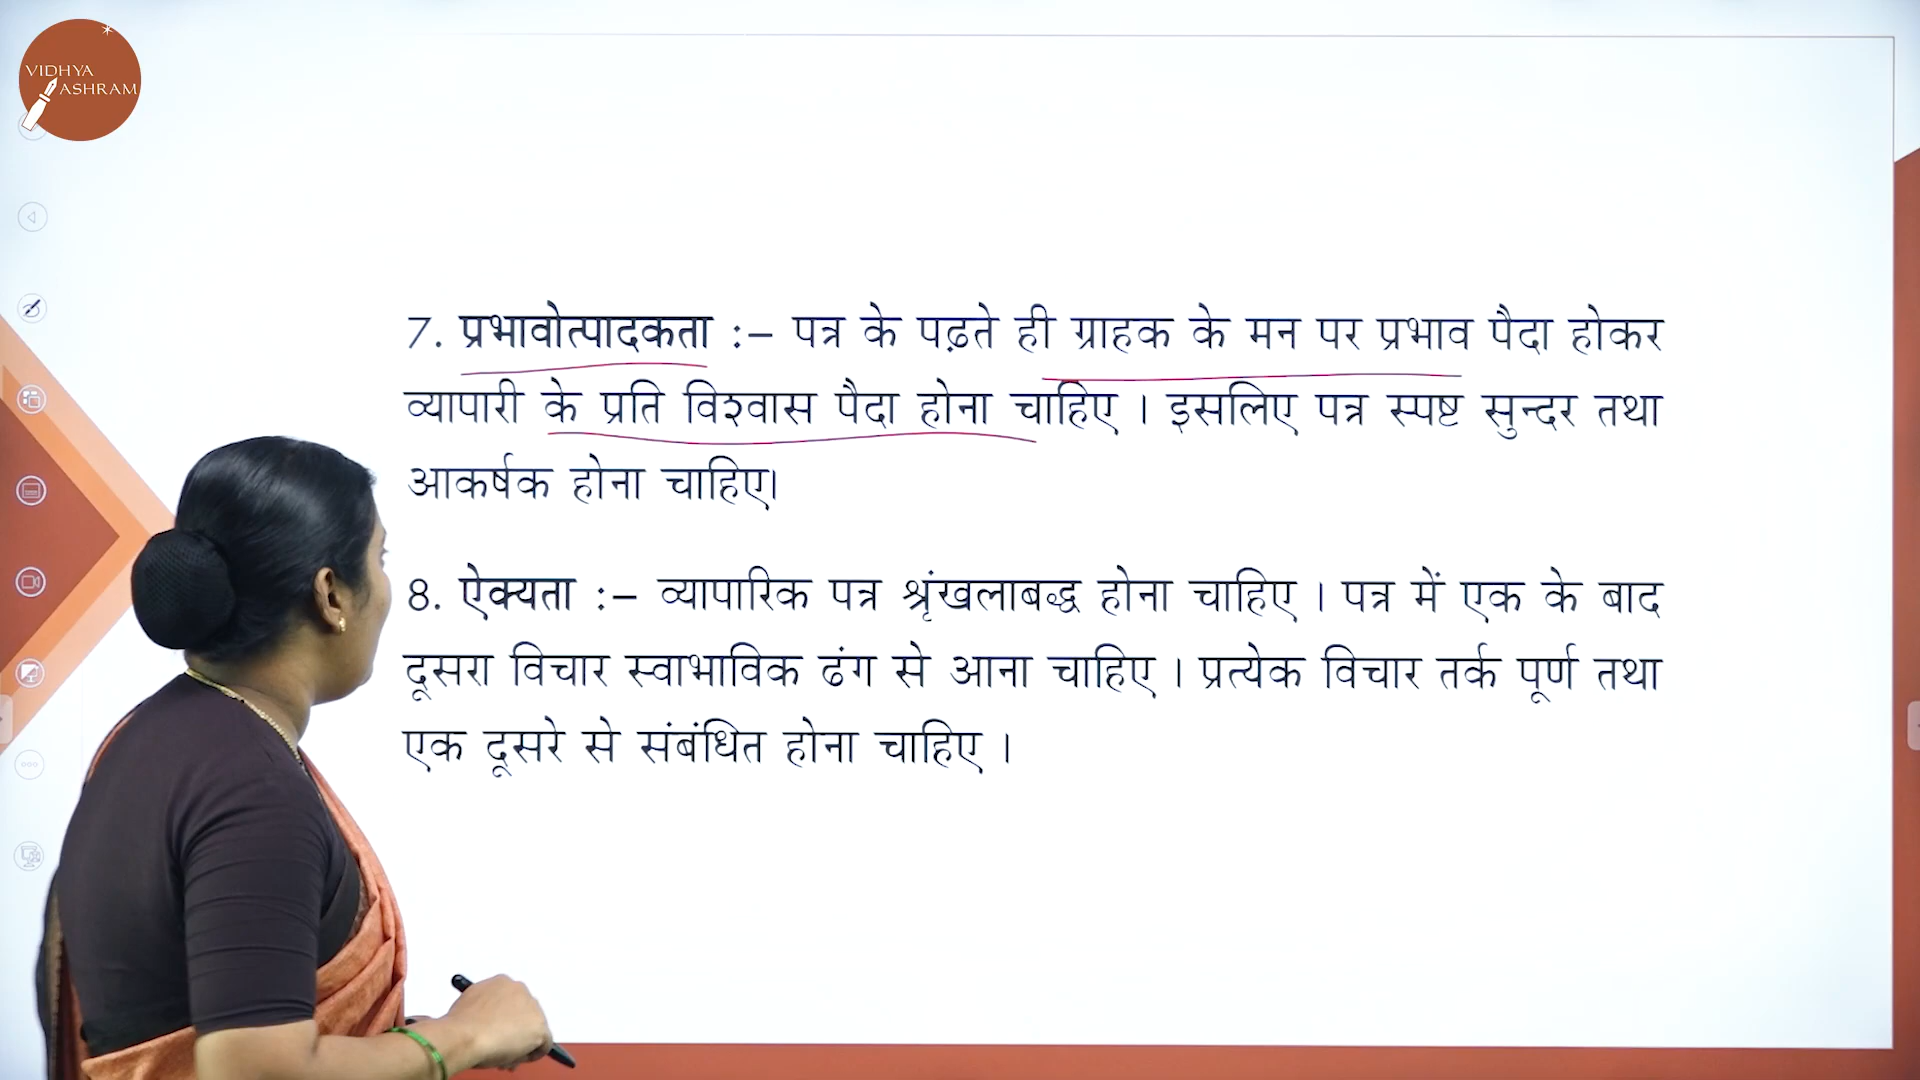 VIDHYA
ASHRAM
7. प्रभावोत्पादकता :– पत्र के पढ़ते ही ग्राहक के मन पर प्रभाव पैदा होकर
व्यापारी के प्रति विश्वास पैदा होना चाहिए । इसलिए पत्र स्पष्ट सुन्दर तथा
आकर्षक होना चाहिए।
8. ऐक्यता :– व्यापारिक पत्र श्रृंखलाबद्ध होना चाहिए । पत्र में एक के बाद
दूसरा विचार स्वाभाविक ढंग से आना चाहिए । प्रत्येक विचार तर्क पूर्ण तथा
एक दूसरे से संबंधित होना चाहिए ।